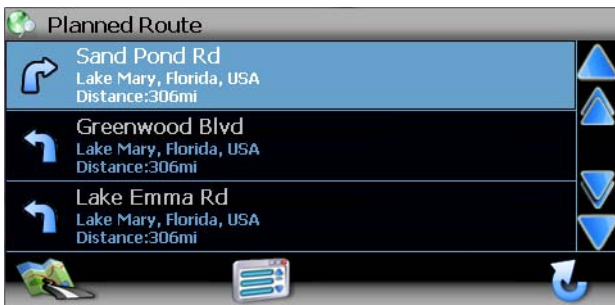 Planned Route
Sand Pond Rd
Lake Mary, Florida, USA
Distance:306mi
Greenwood Blvd
Lake Mary, Florida, USA
Distance:306mi
Lake Emma Rd
Lake Mary, Florida, USA
Distance:306mi